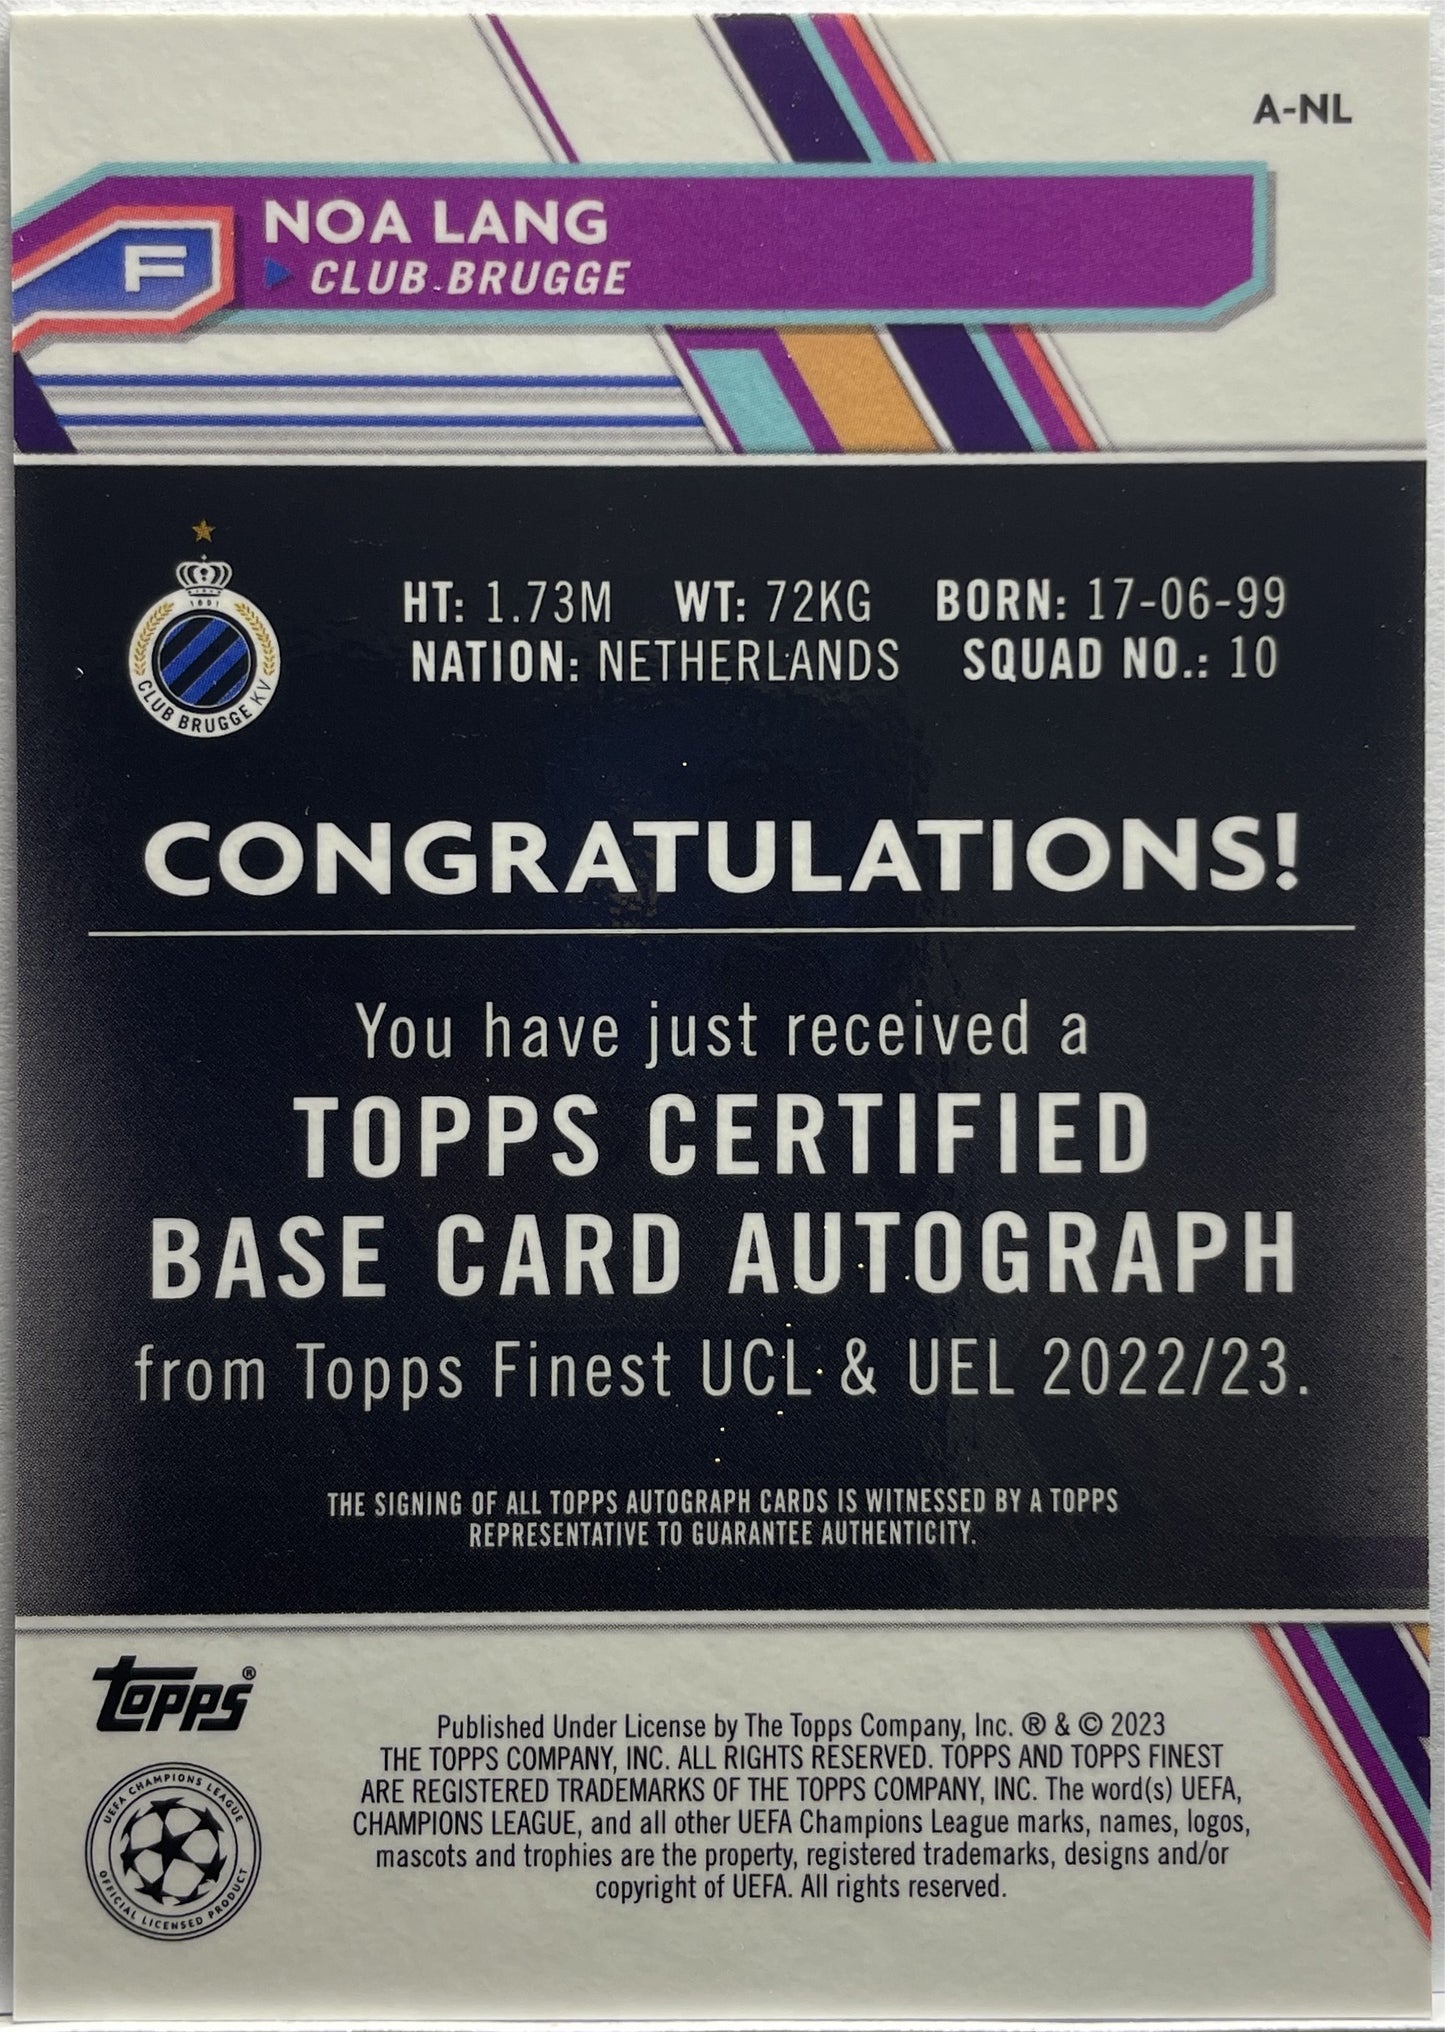 A-NL
F
NOA LANG
CLUB BRUGGE
1891
CLUB BRUGGE KV
HT: 1.73M WT: 72KG BORN: 17-06-99
NATION: NETHERLANDS SQUAD NO.: 10
CONGRATULATIONS!
You have just received a
TOPPS CERTIFIED
BASE CARD AUTOGRAPH
from Topps Finest UCL & UEL 2022/23.
THE SIGNING OF ALL TOPPS AUTOGRAPH CARDS IS WITNESSED BY A TOPPS
REPRESENTATIVE TO GUARANTEE AUTHENTICITY.
topps®
UEFA CHAMPIONS LEAGUE
OFFICIAL LICENSED PRODUCT
Published Under License by The Topps Company, Inc. ® & © 2023
THE TOPPS COMPANY, INC. ALL RIGHTS RESERVED. TOPPS AND TOPPS FINEST
ARE REGISTERED TRADEMARKS OF THE TOPPS COMPANY, INC. The word(s) UEFA,
CHAMPIONS LEAGUE, and all other UEFA Champions League marks, names, logos,
mascots and trophies are the property, registered trademarks, designs and/or
copyright of UEFA. All rights reserved.